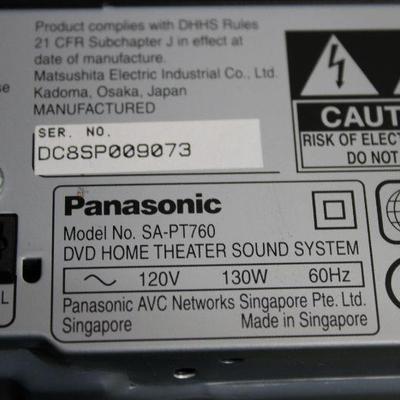 Product complies with DHHS Rules
21 CFR Subchapter J in effect at
date of manufacture.
Matsushita Electric Industrial Co., Ltd.
Kadoma, Osaka, Japan
MANUFACTURED
SER. NO.
DC8SP009073
CAUT
RISK OF ELEC
DO NOT
Panasonic
Model No. SA-PT760
DVD HOME THEATER SOUND SYSTEM
120V 130W 60Hz
Panasonic AVC Networks Singapore Pte. Ltd.
Singapore Made in Singapore
se
L